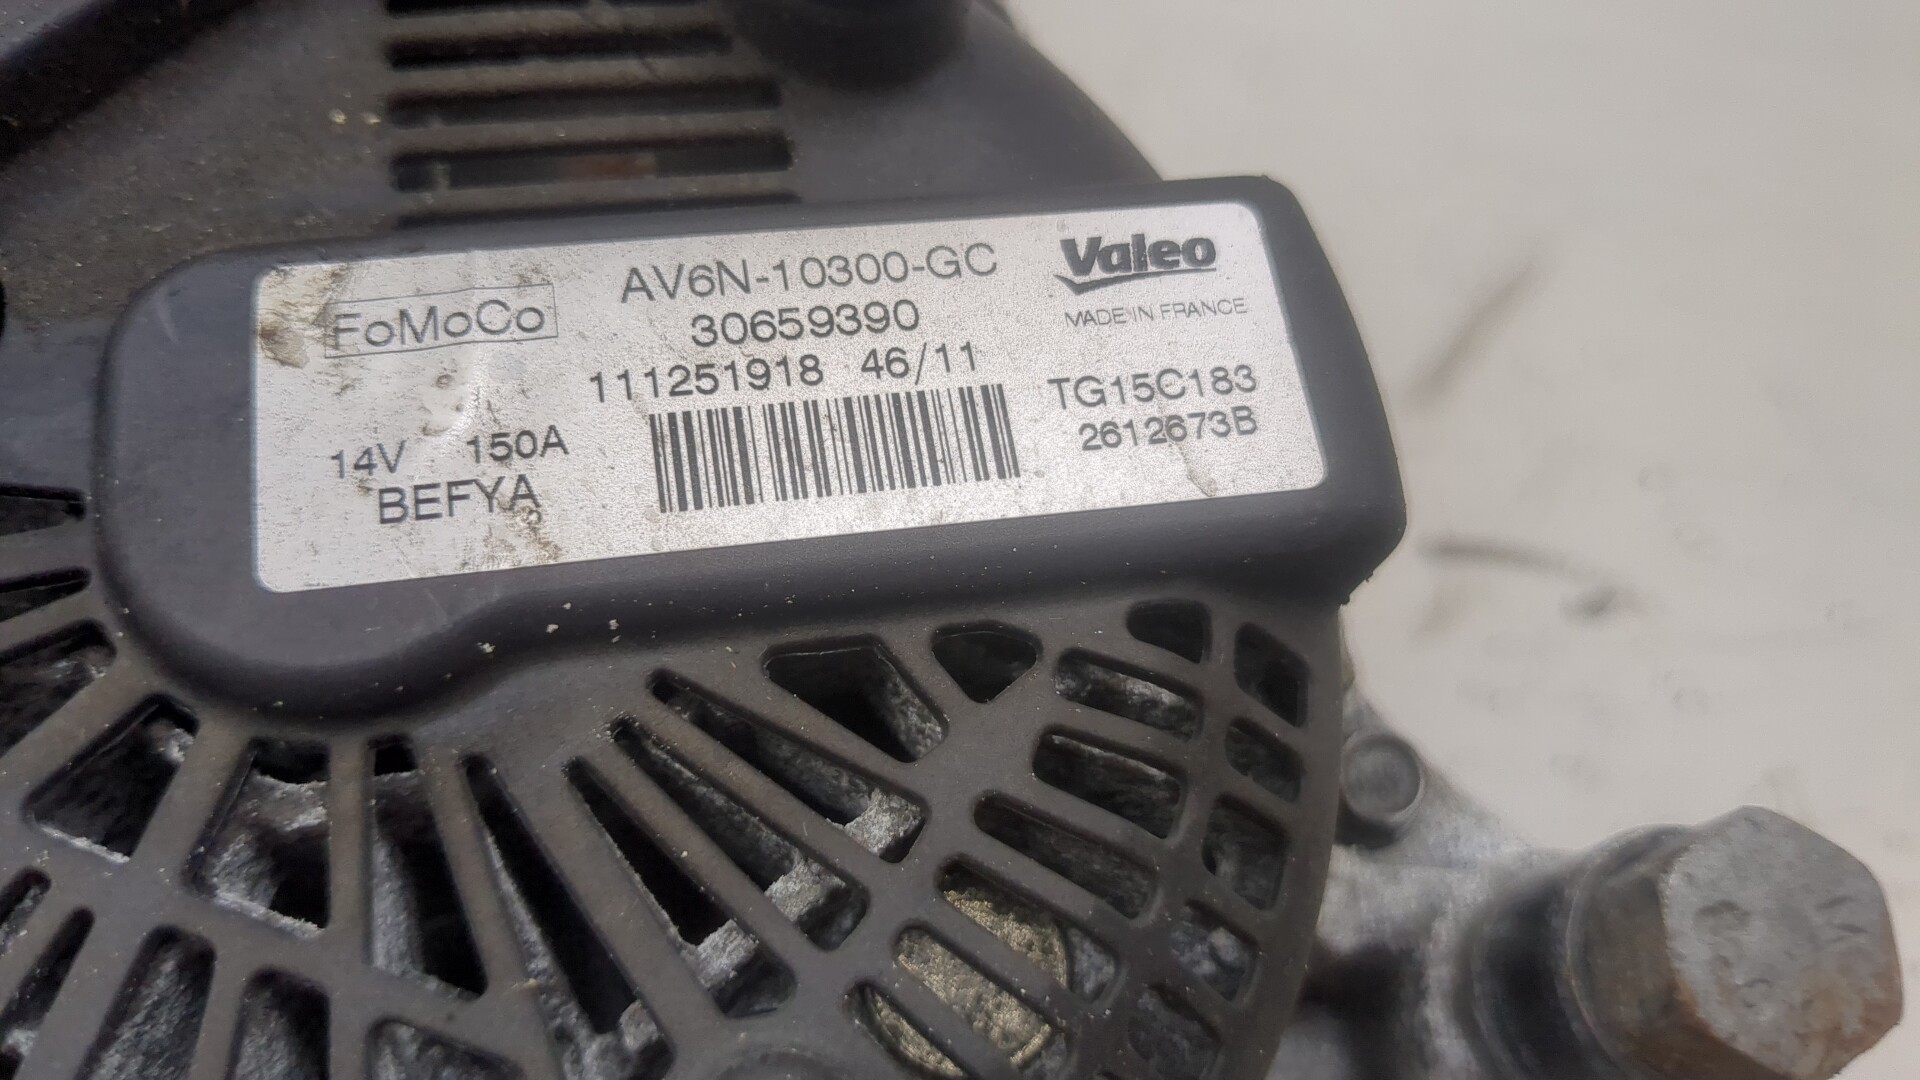 FoMoCo
AV6N-10300-GC
30659390
111251918 46/11
Valeo
MADE IN FRANCE
TG15C183
2612673B
14V 150A
BEFYA